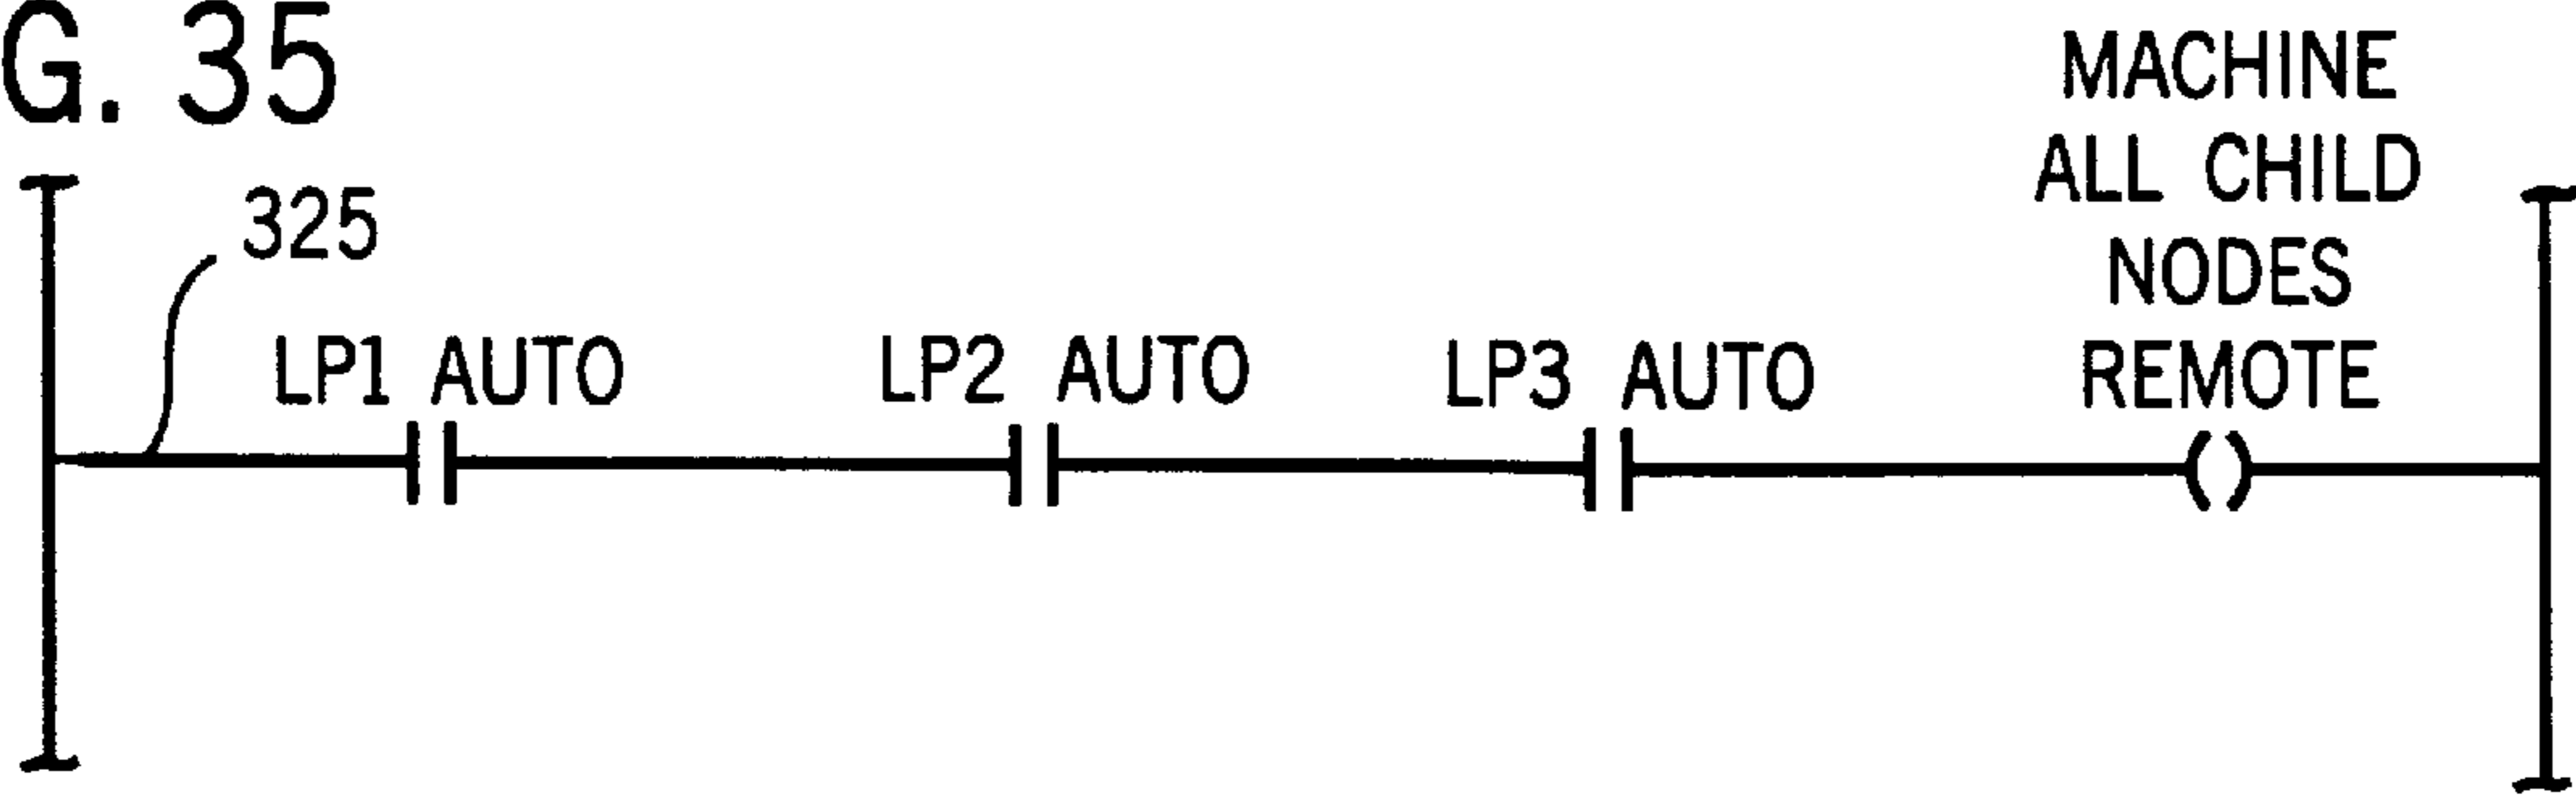 G. 35
325
LP1 AUTO
LP2 AUTO
LP3 AUTO
MACHINE
ALL CHILD
NODES
REMOTE